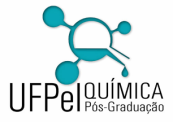 UFPel QUÍMICA
Pós-Graduação